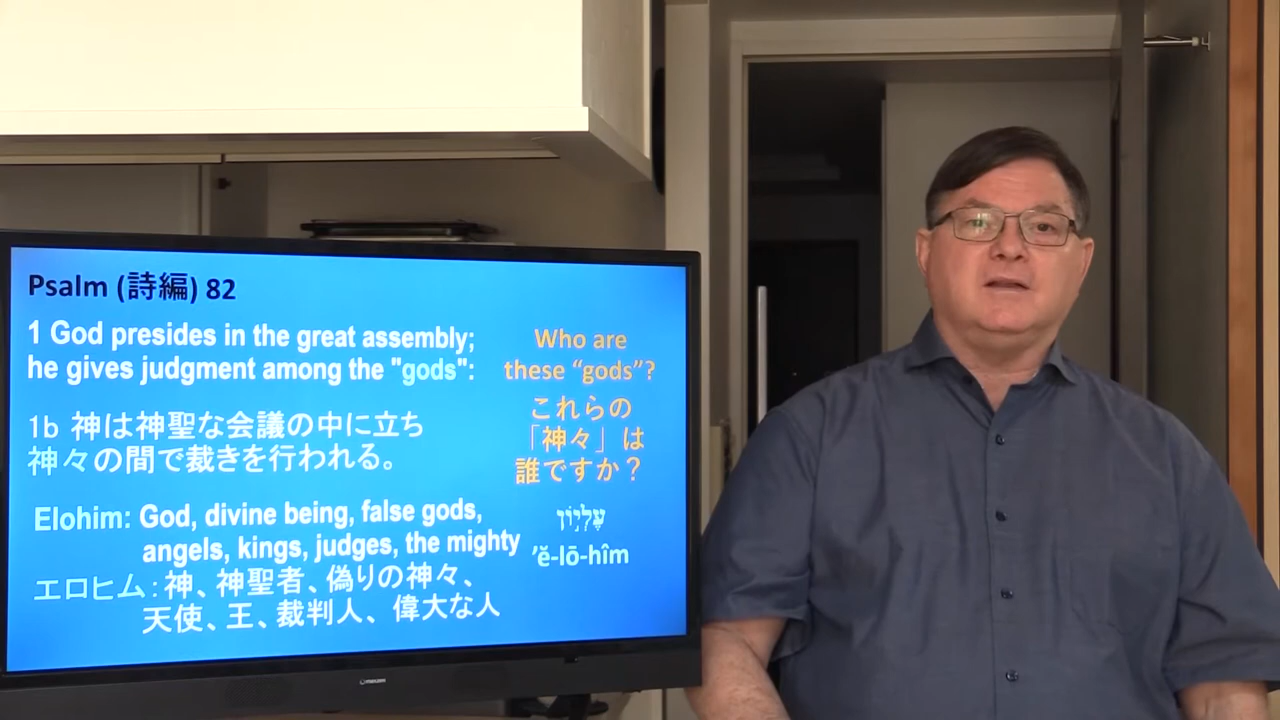 Psalm (詩編) 82
1 God presides in the great assembly;
he gives judgment among the "gods":
1b 神は神聖な会議の中に立ち
神々の間で裁きを行われる。
Who are
these “gods”?
これらの
「神々」は
誰ですか？
Elohim: God, divine being, false gods,
angels, kings, judges, the mighty
エロヒム：神、神聖者、偽りの神々、
天使、王、裁判人、偉大な人
עֶלְיוֹן
’ĕ-lō-hîm
maxzen